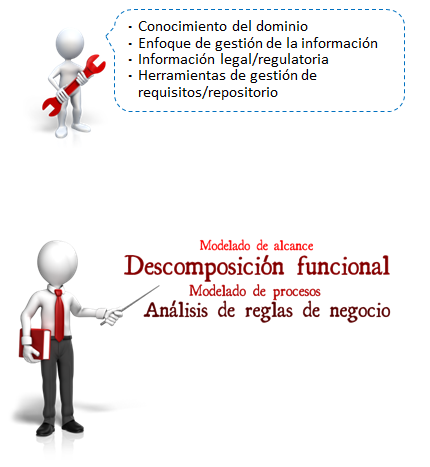 - Conocimiento del dominio
- Enfoque de gestión de la información
- Información legal/regulatoria
- Herramientas de gestión de
requisitos/repositorio
Modelado de alcance
Descomposición funcional
Modelado de procesos
Análisis de reglas de negocio